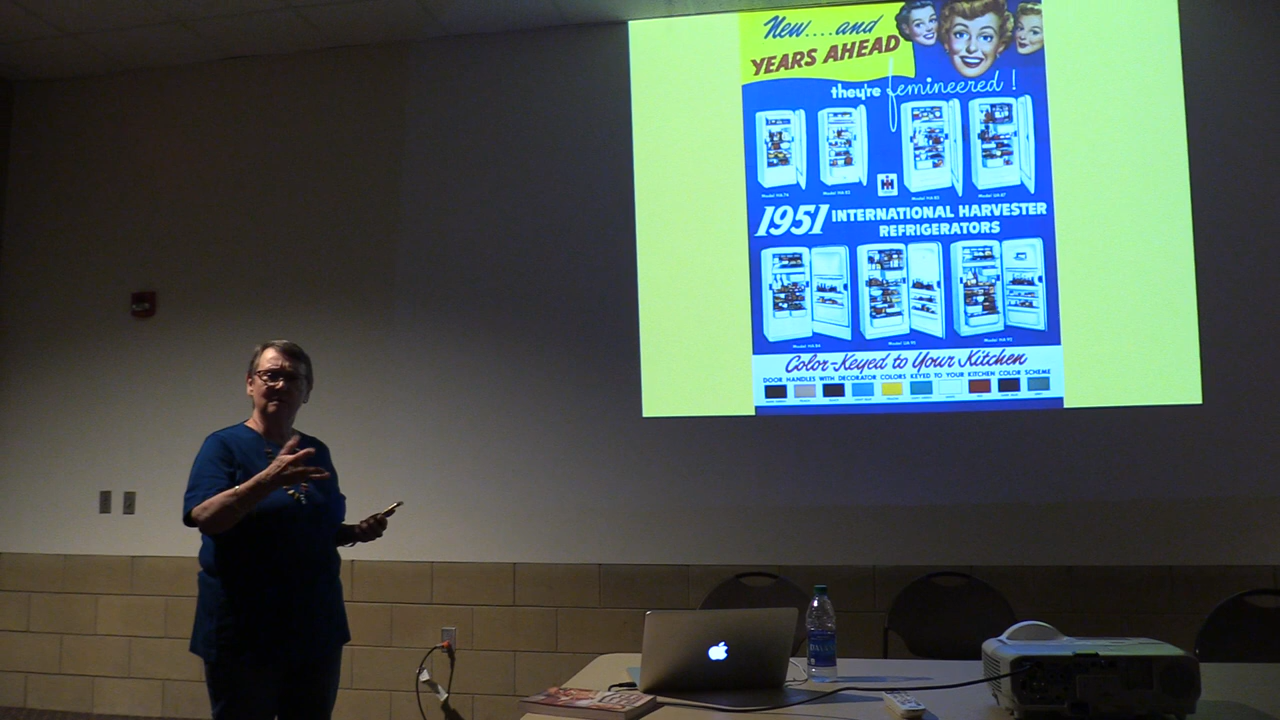 New....and
YEARS AHEAD
they're femineered!
IH
1951 INTERNATIONAL HARVESTER
REFRIGERATORS
Color-Keyed to Your Kitchen
DOOR HANDLES WITH DECORATOR COLORS KEYED TO YOUR KITCHEN COLOR SCHEME